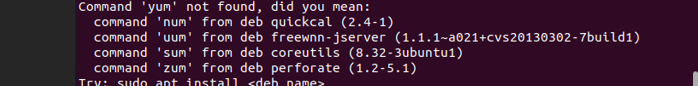 Command 'yum' not found, did you mean:
command 'num' from deb quickcal (2.4-1)
command 'uum' from deb freewnn-jserver (1.1.1~a021+cvs20130302-7build1)
command 'sum' from deb coreutils (8.32-3ubuntu1)
command 'zum' from deb perforate (1.2-5.1)
Try: sudo apt install <deb name>